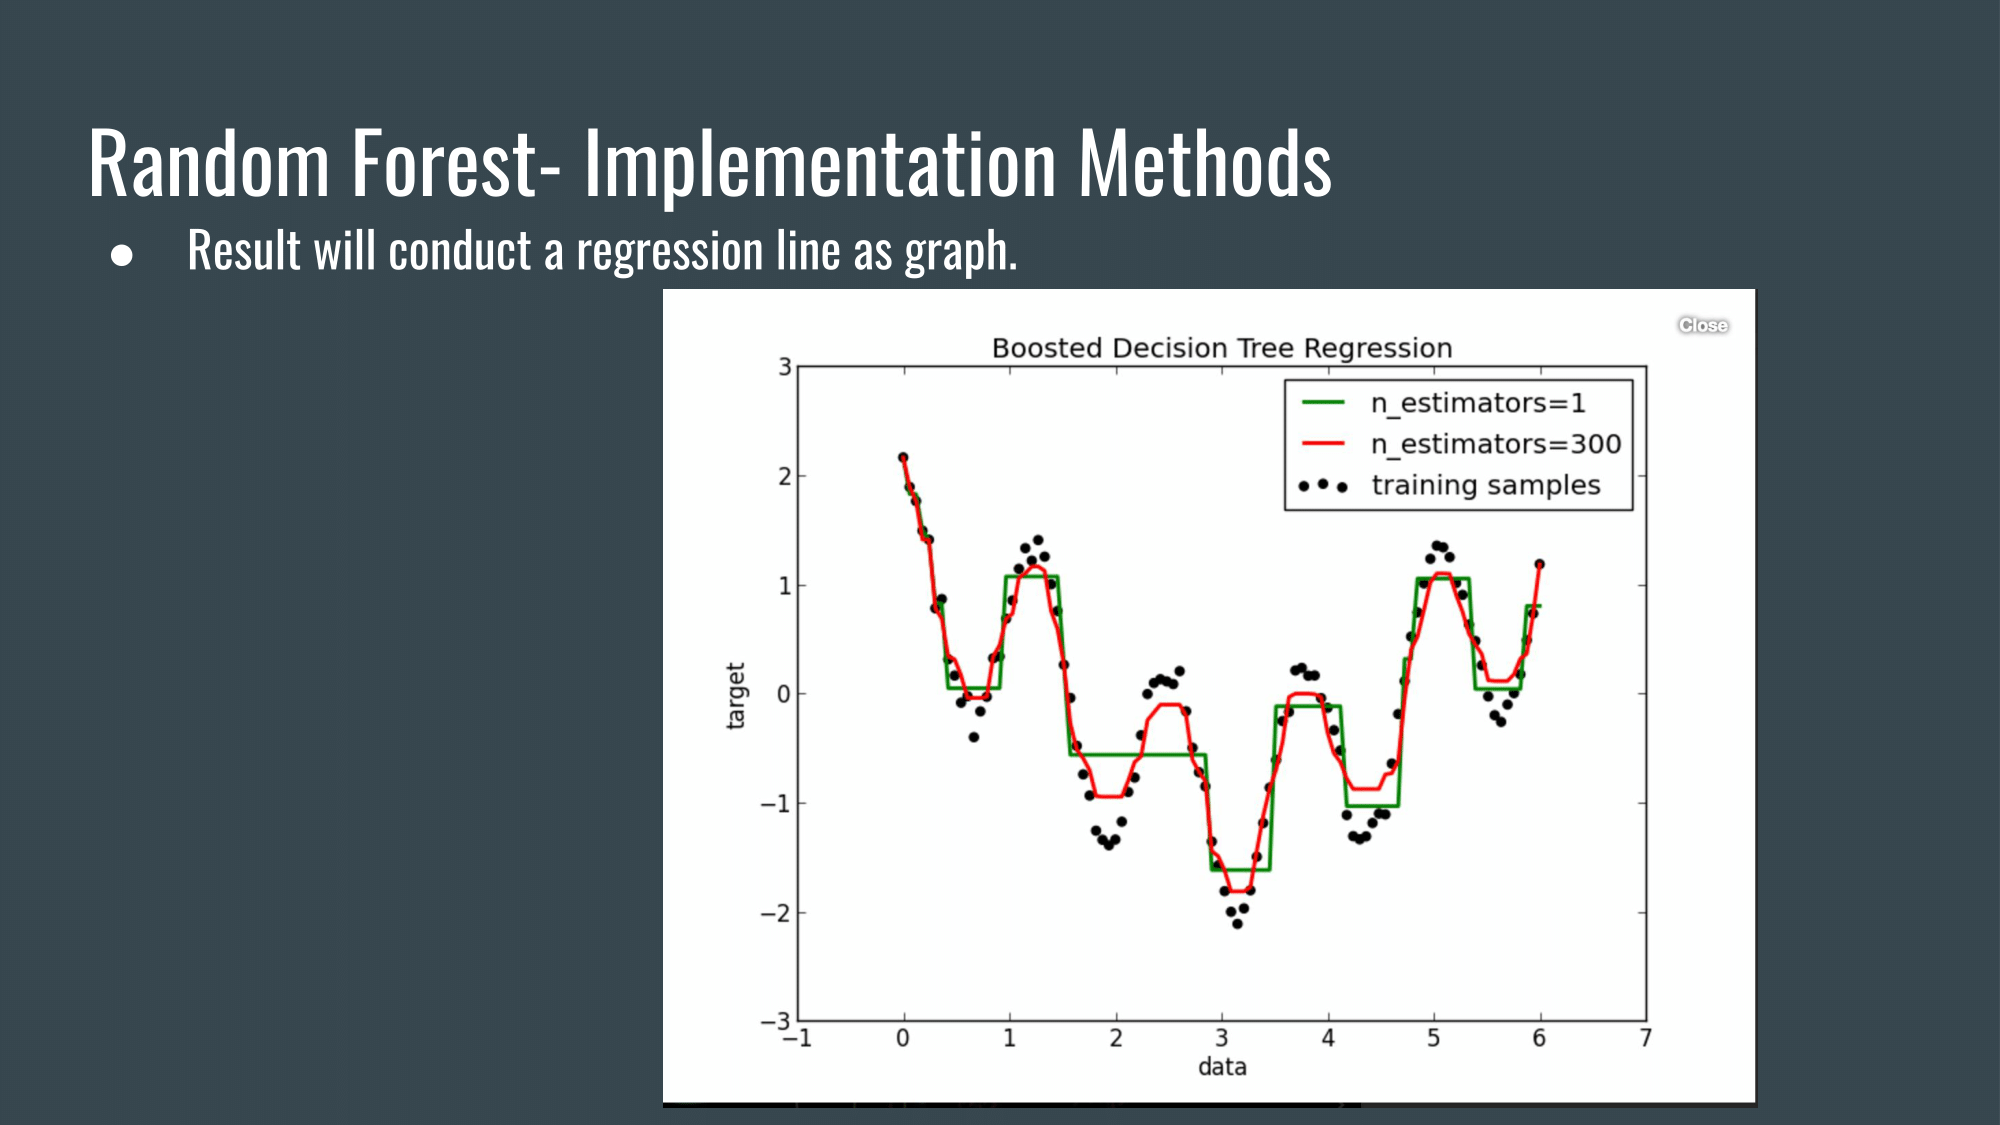 Random Forest- Implementation Methods
● Result will conduct a regression line as graph.
Close
Boosted Decision Tree Regression
n_estimators=1
n_estimators=300
training samples
3
2
1
0
−1
−2
−3
target
−1 0 1 2 3 4 5 6 7
data